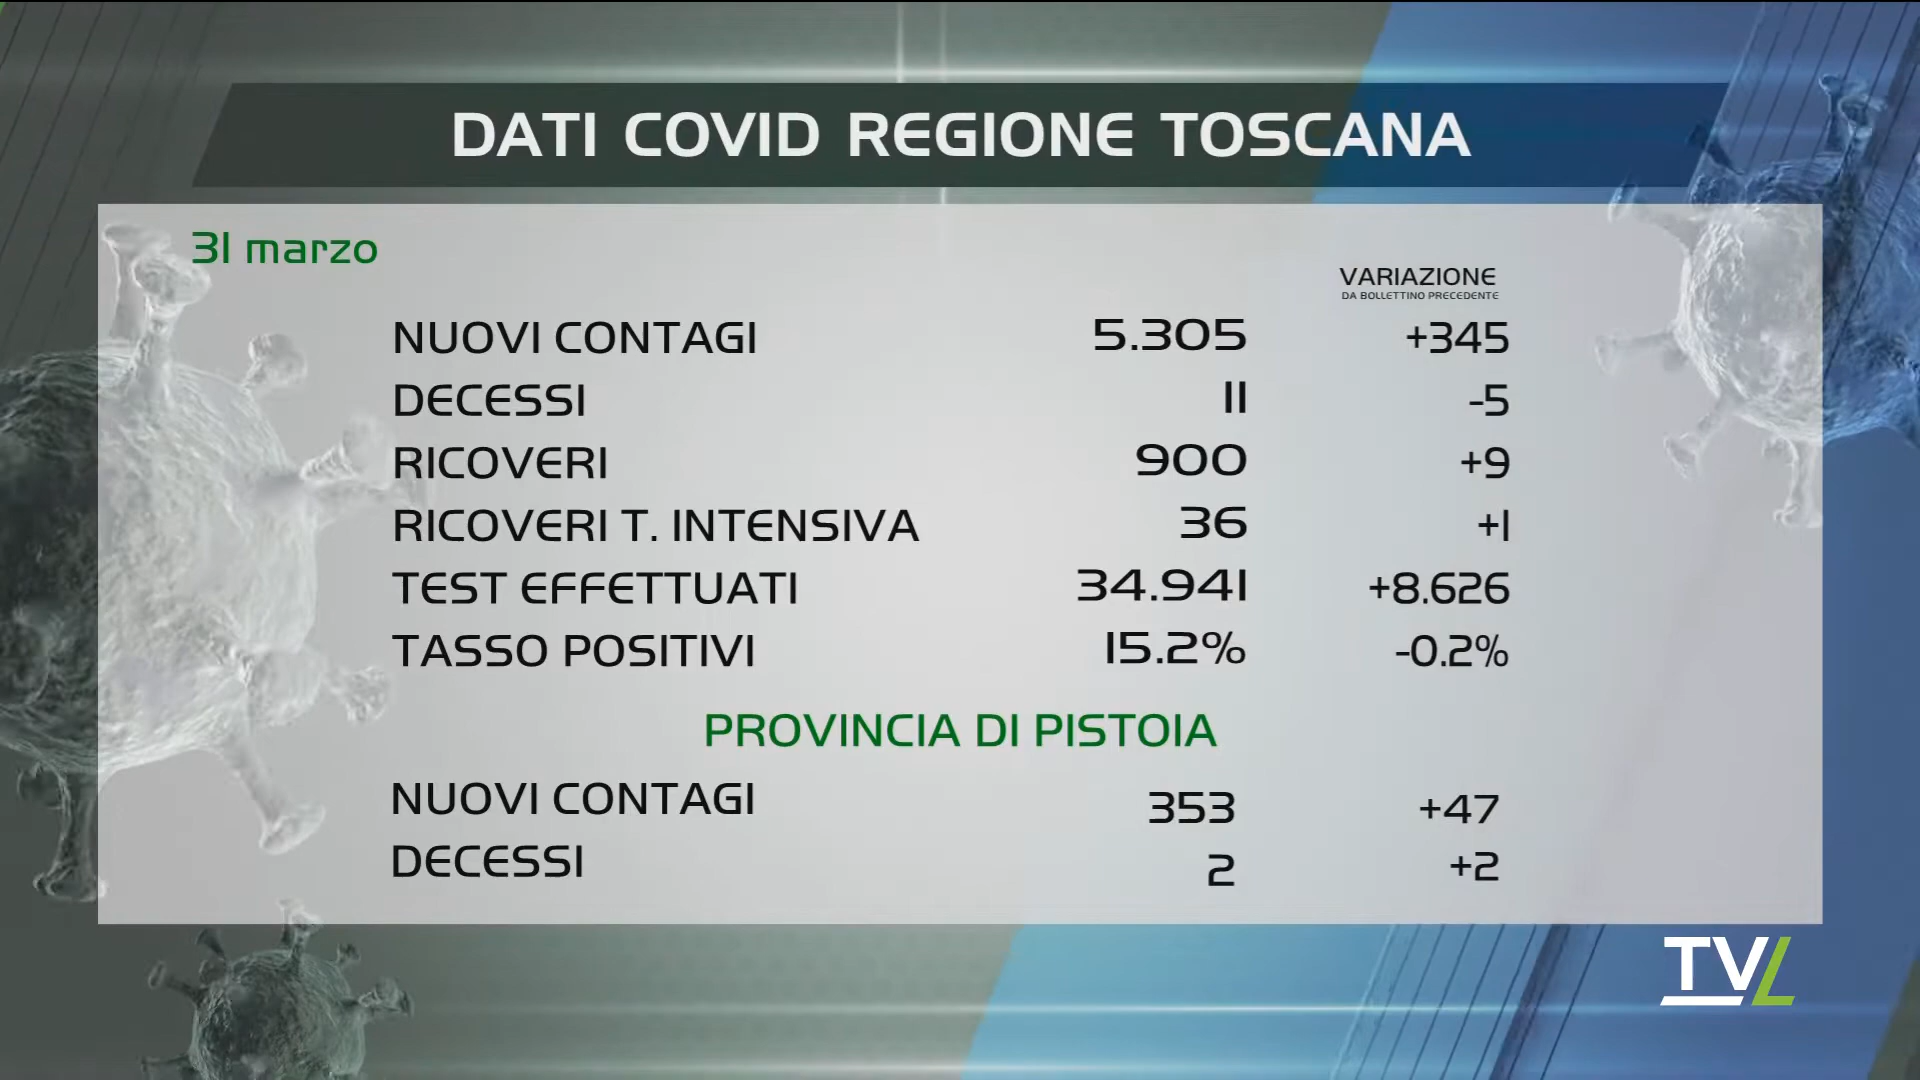 DATI COVID REGIONE TOSCANA
31 marzo
VARIAZIONE
DA BOLLETTINO PRECEDENTE
NUOVI CONTAGI 5.305 +345
DECESSI 11 -5
RICOVERI 900 +9
RICOVERI T. INTENSIVA 36 +1
TEST EFFETTUATI 34.941 +8.626
TASSO POSITIVI 15.2% -0.2%
PROVINCIA DI PISTOIA
NUOVI CONTAGI 353 +47
DECESSI 2 +2
TVL